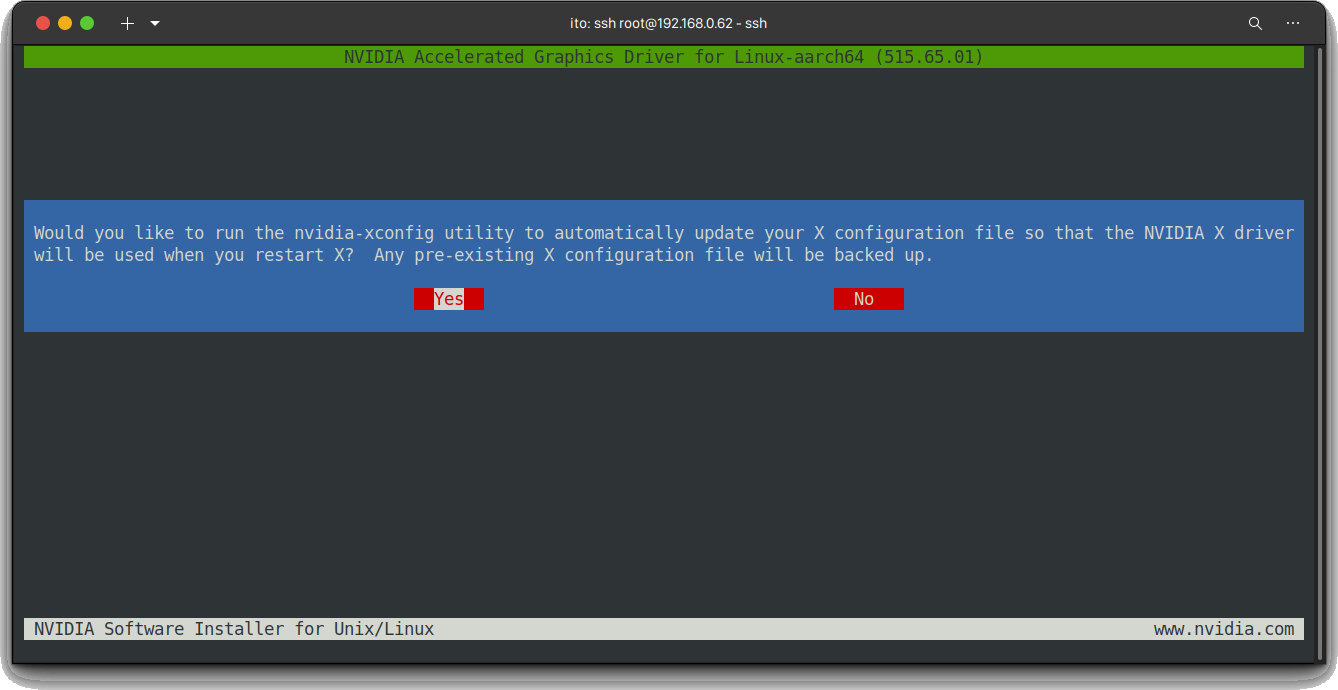 ito: ssh root@192.168.0.62 - ssh
NVIDIA Accelerated Graphics Driver for Linux-aarch64 (515.65.01)
Would you like to run the nvidia-xconfig utility to automatically update your X configuration file so that the NVIDIA X driver
will be used when you restart X?  Any pre-existing X configuration file will be backed up.
Yes No
NVIDIA Software Installer for Unix/Linux www.nvidia.com